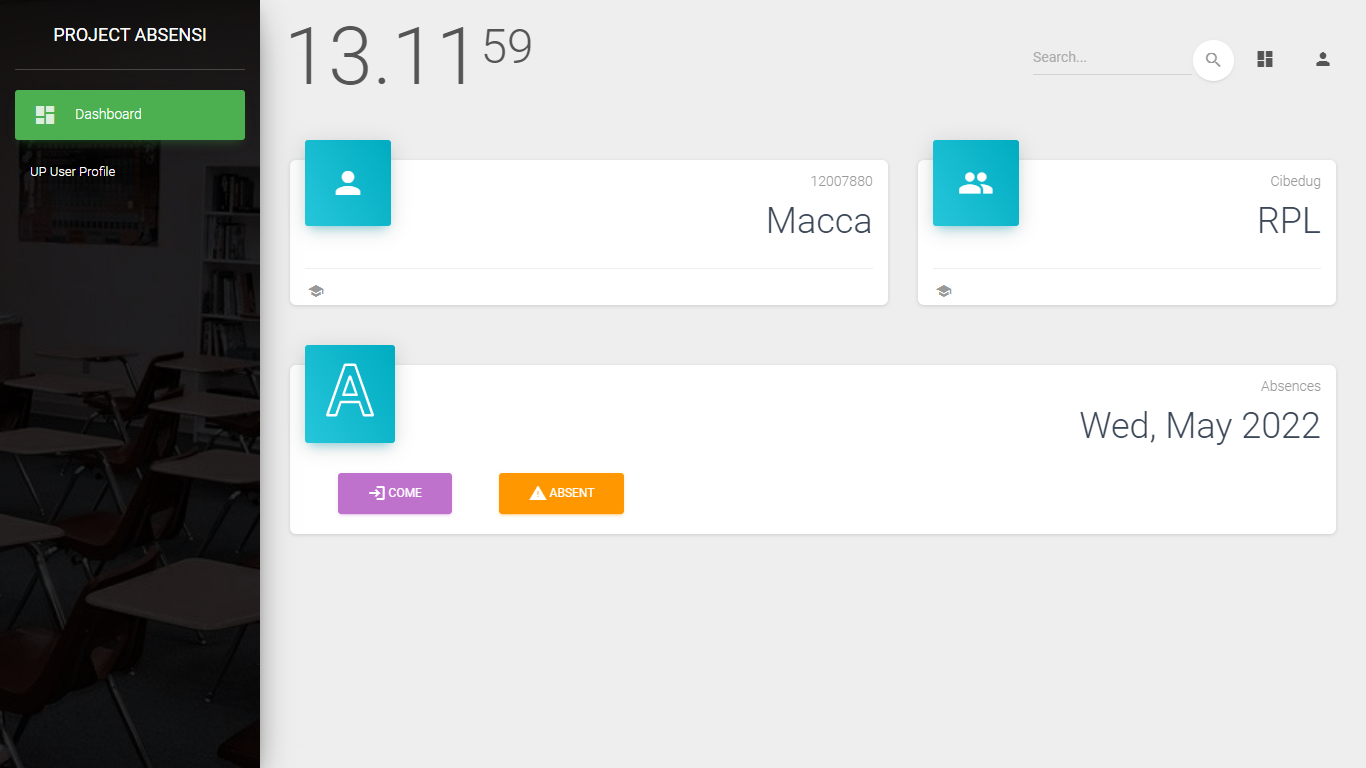 PROJECT ABSENSI
Dashboard
UP User Profile
13.11 59
Search...
12007880
Macca
Cibedug
RPL
A
Absences
Wed, May 2022
COME
ABSENT